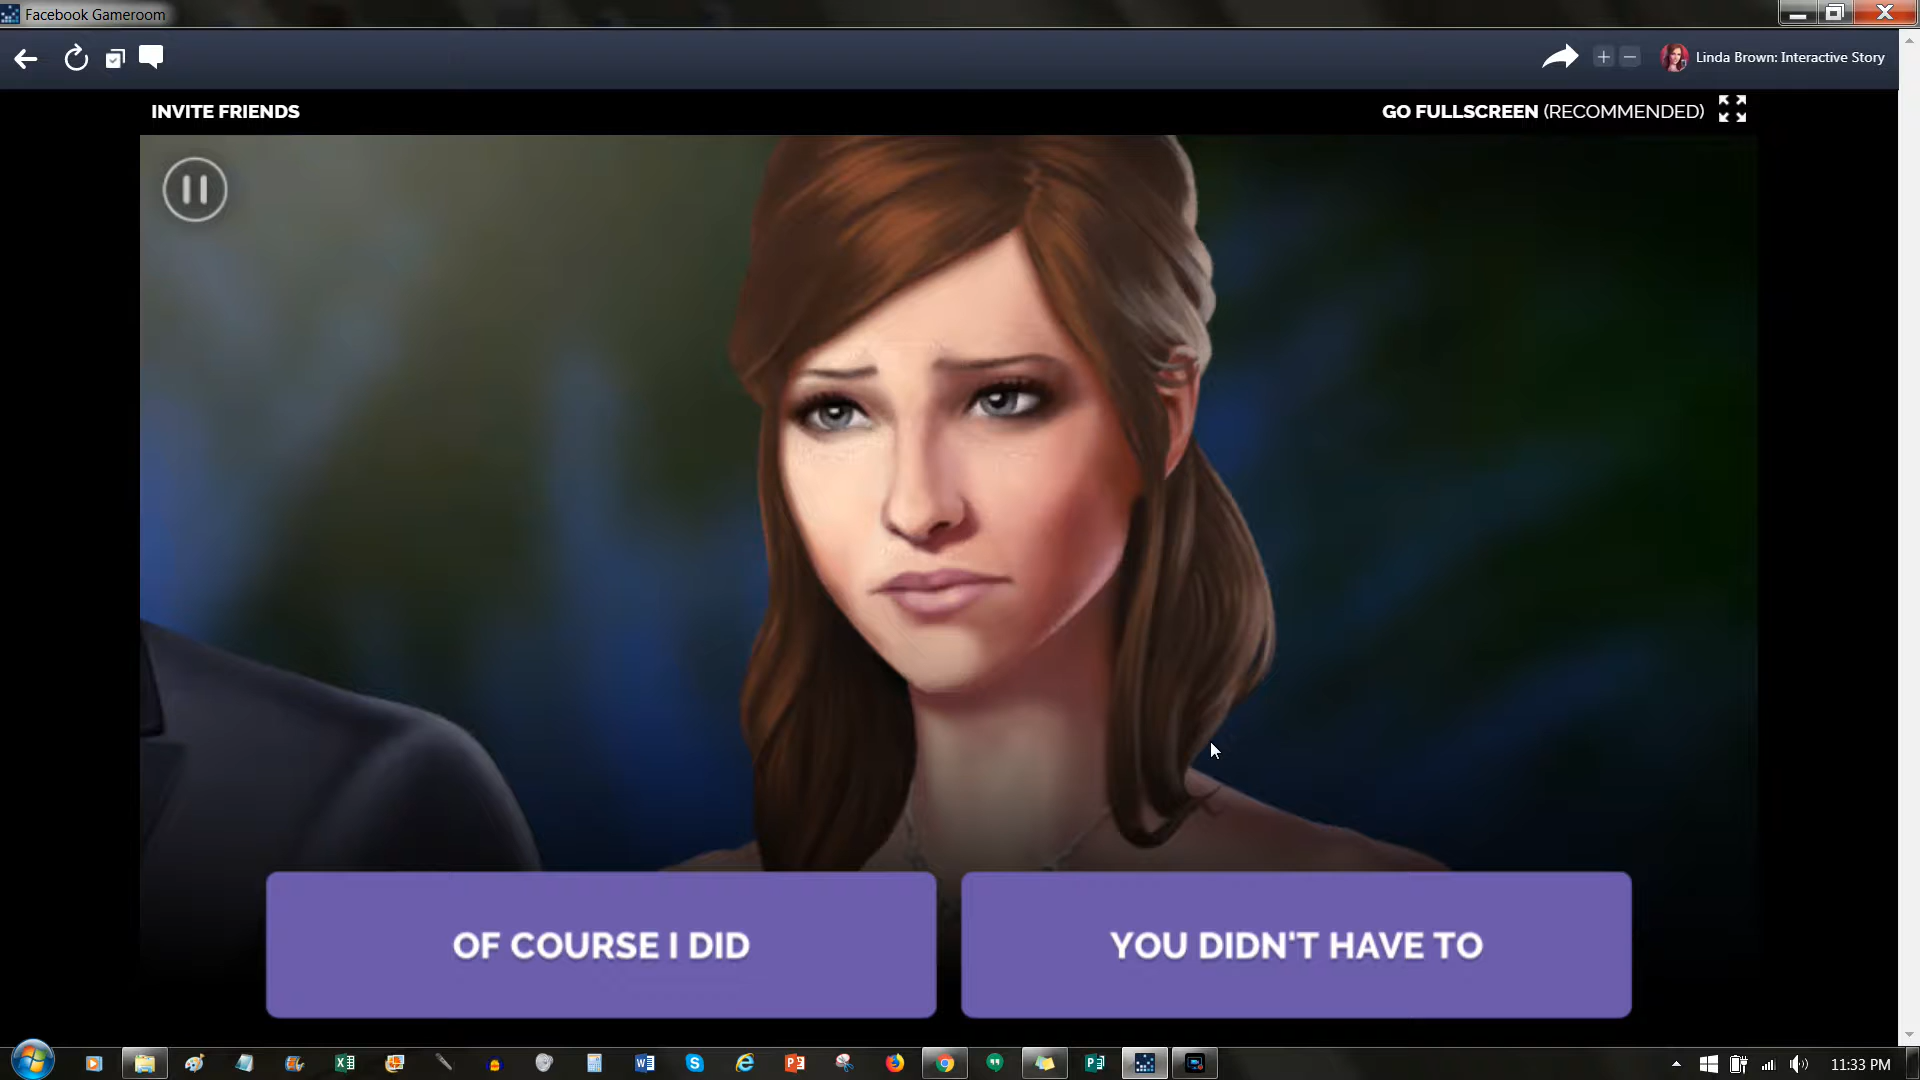 Facebook Gameroom
Linda Brown: Interactive Story
INVITE FRIENDS
GO FULLSCREEN (RECOMMENDED)
OF COURSE I DID
YOU DIDN'T HAVE TO
11:33 PM